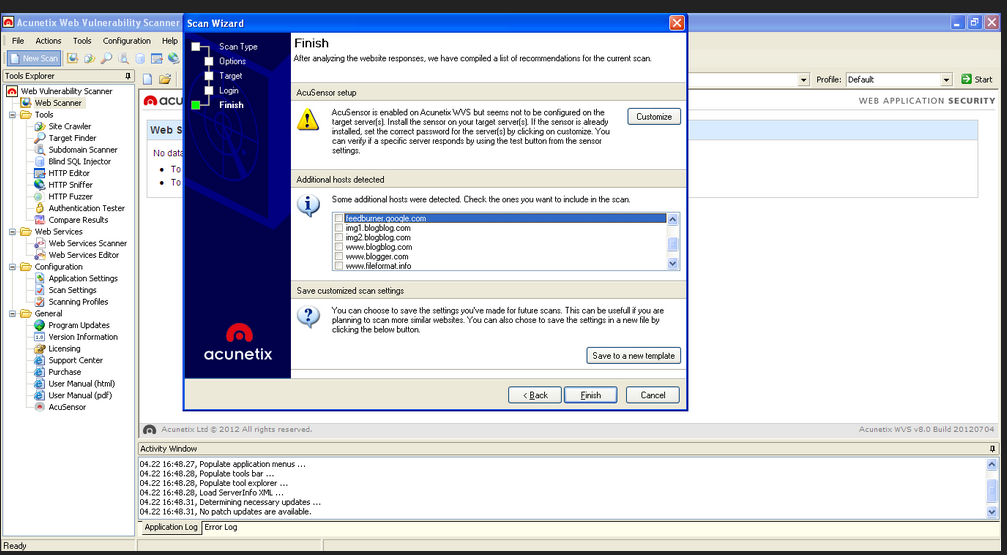 Acunetix Web Vulnerability Scanner
File Actions Tools Configuration Help
New Scan
Tools Explorer
Web Vulnerability Scanner
Web Scanner
Tools
Site Crawler
Target Finder
Subdomain Scanner
Blind SQL Injector
HTTP Editor
HTTP Sniffer
HTTP Fuzzer
Authentication Tester
Compare Results
Web Services
Web Services Scanner
Web Services Editor
Configuration
Application Settings
Scan Settings
Scanning Profiles
General
Program Updates
Version Information
Licensing
Support Center
Purchase
User Manual (html)
User Manual (pdf)
AcuSensor
Profile: Default Start
acu
WEB APPLICATION SECURITY
Web S
No data
To
To
Scan Wizard
Scan Type
Options
Target
Login
Finish
acunetix
Finish
After analyzing the website responses, we have compiled a list of recommendations for the current scan.
AcuSensor setup
AcuSensor is enabled on Acunetix WVS but seems not to be configured on the
target server(s). Install the sensor on your target server(s). If the sensor is already
installed, set the correct password for the server(s) by clicking on customize. You
can verify if a specific server responds by using the test button from the sensor
settings.
Customize
Additional hosts detected
Some additional hosts were detected. Check the ones you want to include in the scan.
feedburner.google.com
img1.blogblog.com
img2.blogblog.com
www.blogblog.com
www.blogger.com
www.fileformat.info
Save customized scan settings
You can choose to save the settings you've made for future scans. This can be usefull if you are
planning to scan more similar websites. You can also chose to save the settings in a new file by
clicking the below button.
Save to a new template
< Back Finish Cancel
Acunetix Ltd © 2012 All rights reserved.
Acunetix WVS v8.0 Build 20120704
Activity Window
04.22 16:48.27, Populate application menus ...
04.22 16:48.28, Populate tools bar ...
04.22 16:48.28, Populate tool explorer ...
04.22 16:48.28, Load ServerInfo XML ...
04.22 16:48.31, Determining necessary updates ...
04.22 16:48.31, No patch updates are available.
Application Log Error Log
Ready